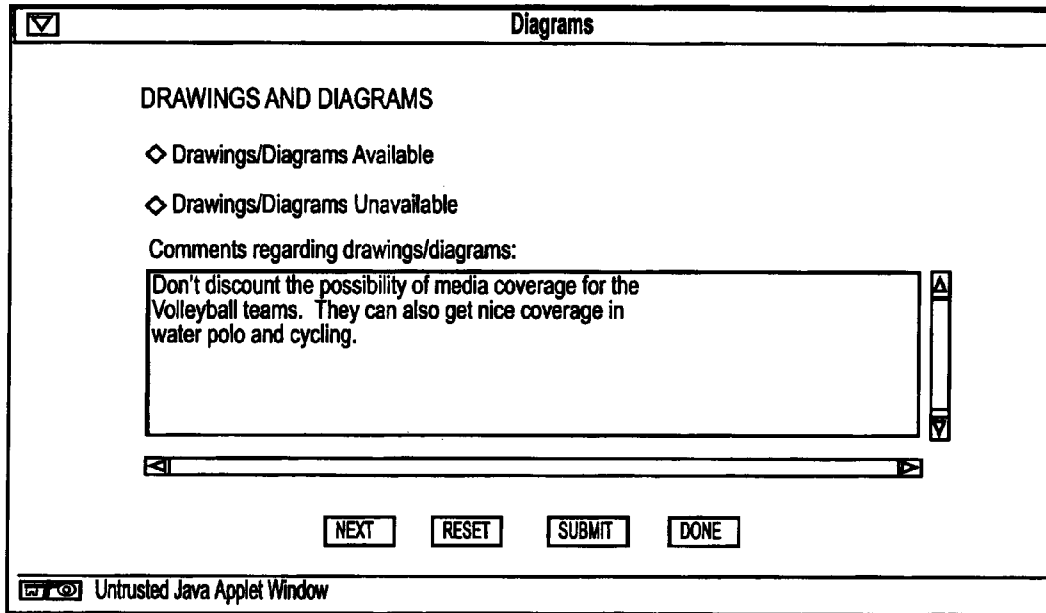 Diagrams
DRAWINGS AND DIAGRAMS
Drawings/Diagrams Available
Drawings/Diagrams Unavailable
Comments regarding drawings/diagrams:
Don't discount the possibility of media coverage for the
Volleyball teams. They can also get nice coverage in
water polo and cycling.
NEXT RESET SUBMIT DONE
Untrusted Java Applet Window